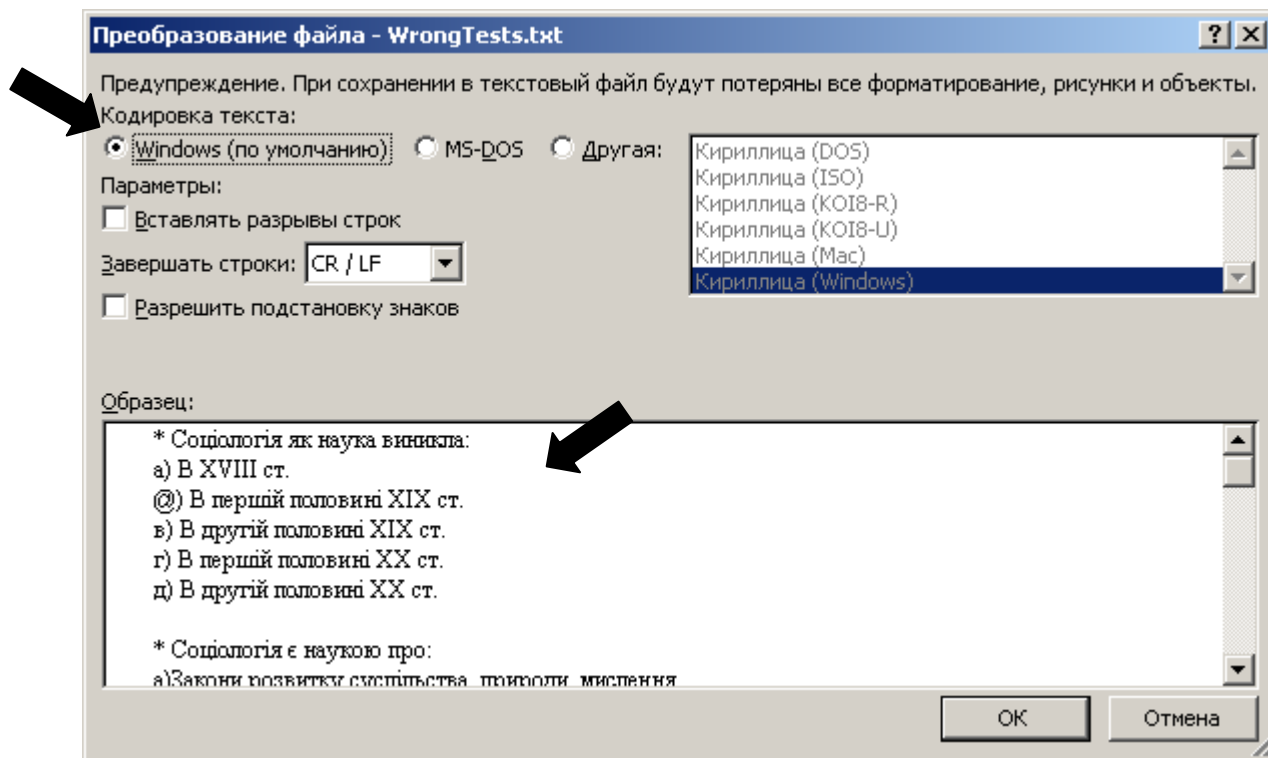 Преобразование файла - WrongTests.txt
Предупреждение. При сохранении в текстовый файл будут потеряны все форматирование, рисунки и объекты.
Кодировка текста:
Windows (по умолчанию) MS-DOS Другая:
Кириллица (DOS)
Кириллица (ISO)
Кириллица (KOI8-R)
Кириллица (KOI8-U)
Кириллица (Mac)
Кириллица (Windows)
Параметры:
Вставлять разрывы строк
Завершать строки: CR / LF
Разрешить подстановку знаков
Образец:
* Соціологія як наука виникла:
а) В XVIII ст.
@) В першій половині XIX ст.
в) В другій половині XIX ст.
г) В першій половині XX ст.
д) В другій половині XX ст.
* Соціологія є наукою про:
а)Закони розвитку суспільства, природи, мислення
ОК Отмена